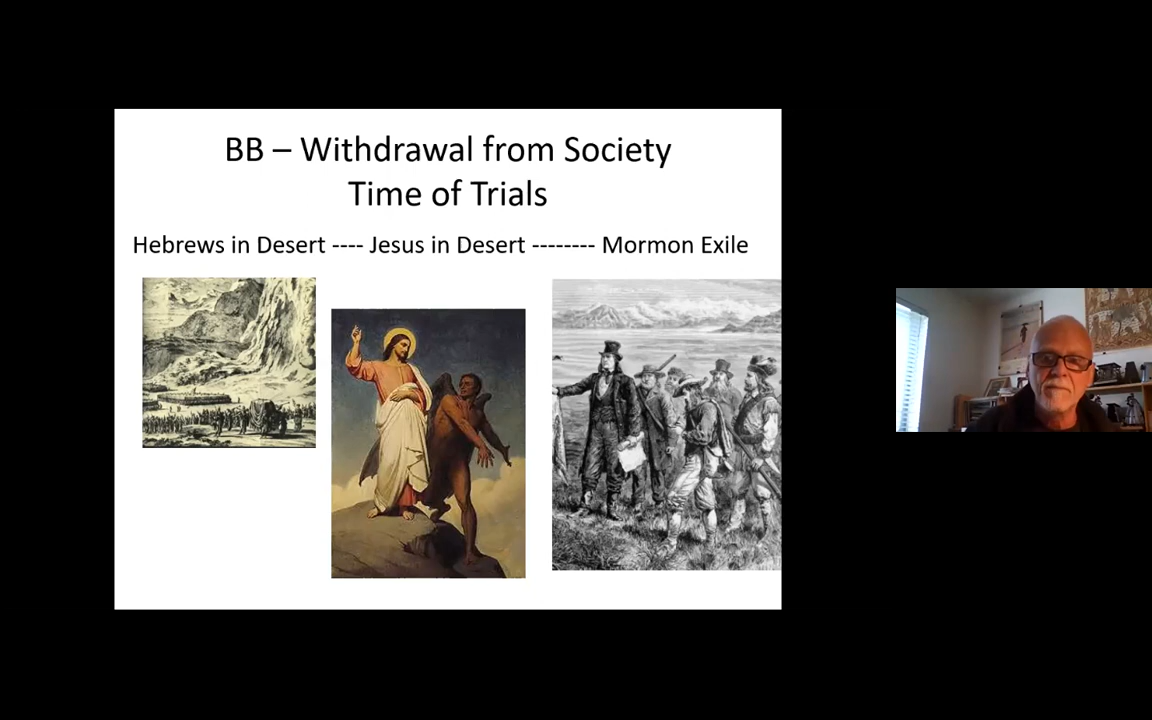 BB – Withdrawal from Society
Time of Trials
Hebrews in Desert ---- Jesus in Desert -------- Mormon Exile